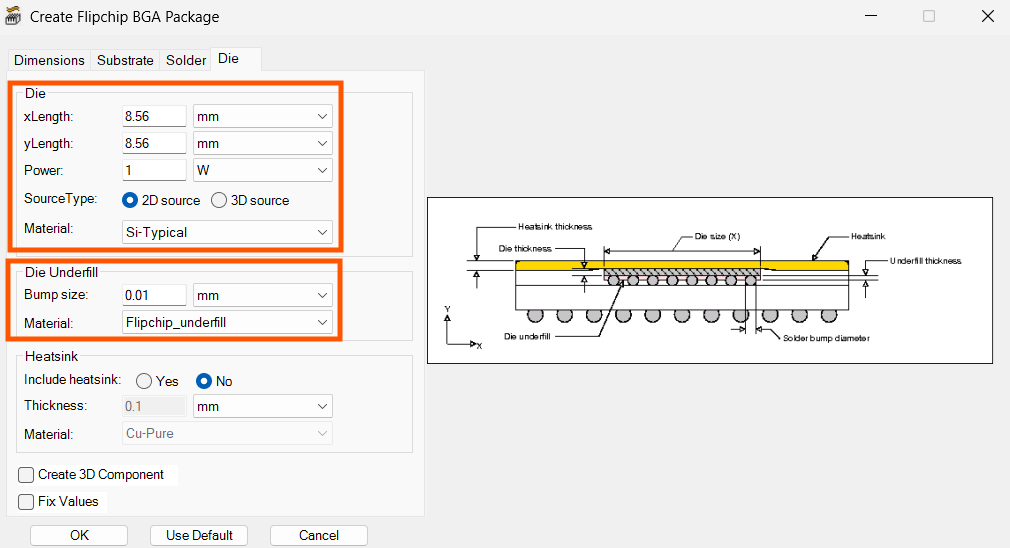 Create Flipchip BGA Package
Dimensions Substrate Solder Die
Die
xLength: 8.56 mm
yLength: 8.56 mm
Power: 1 W
SourceType: 2D source 3D source
Material: Si-Typical
Die Underfill
Bump size: 0.01 mm
Material: Flipchip_underfill
Heatsink
Include heatsink: Yes No
Thickness: 0.1 mm
Material: Cu-Pure
Create 3D Component
Fix Values
OK Use Default Cancel
Heatsink thickness
Die size (X)
Heatsink
Die thickness
Underfill thickness
Y
X
Die underfill
Solder bump diameter